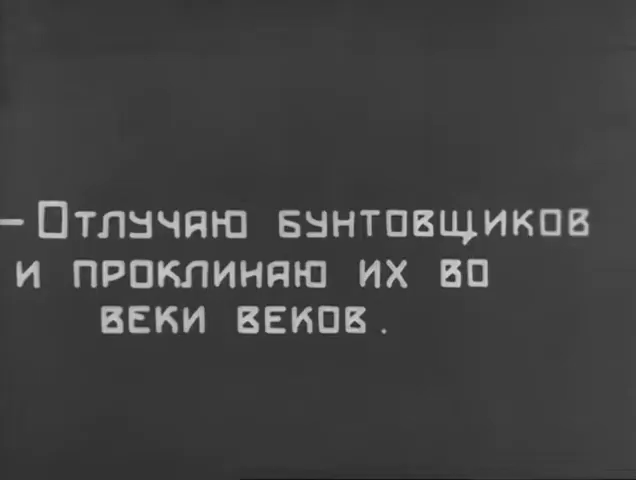 – Отлучаю бунтовщиков
и проклинаю их во
веки веков.